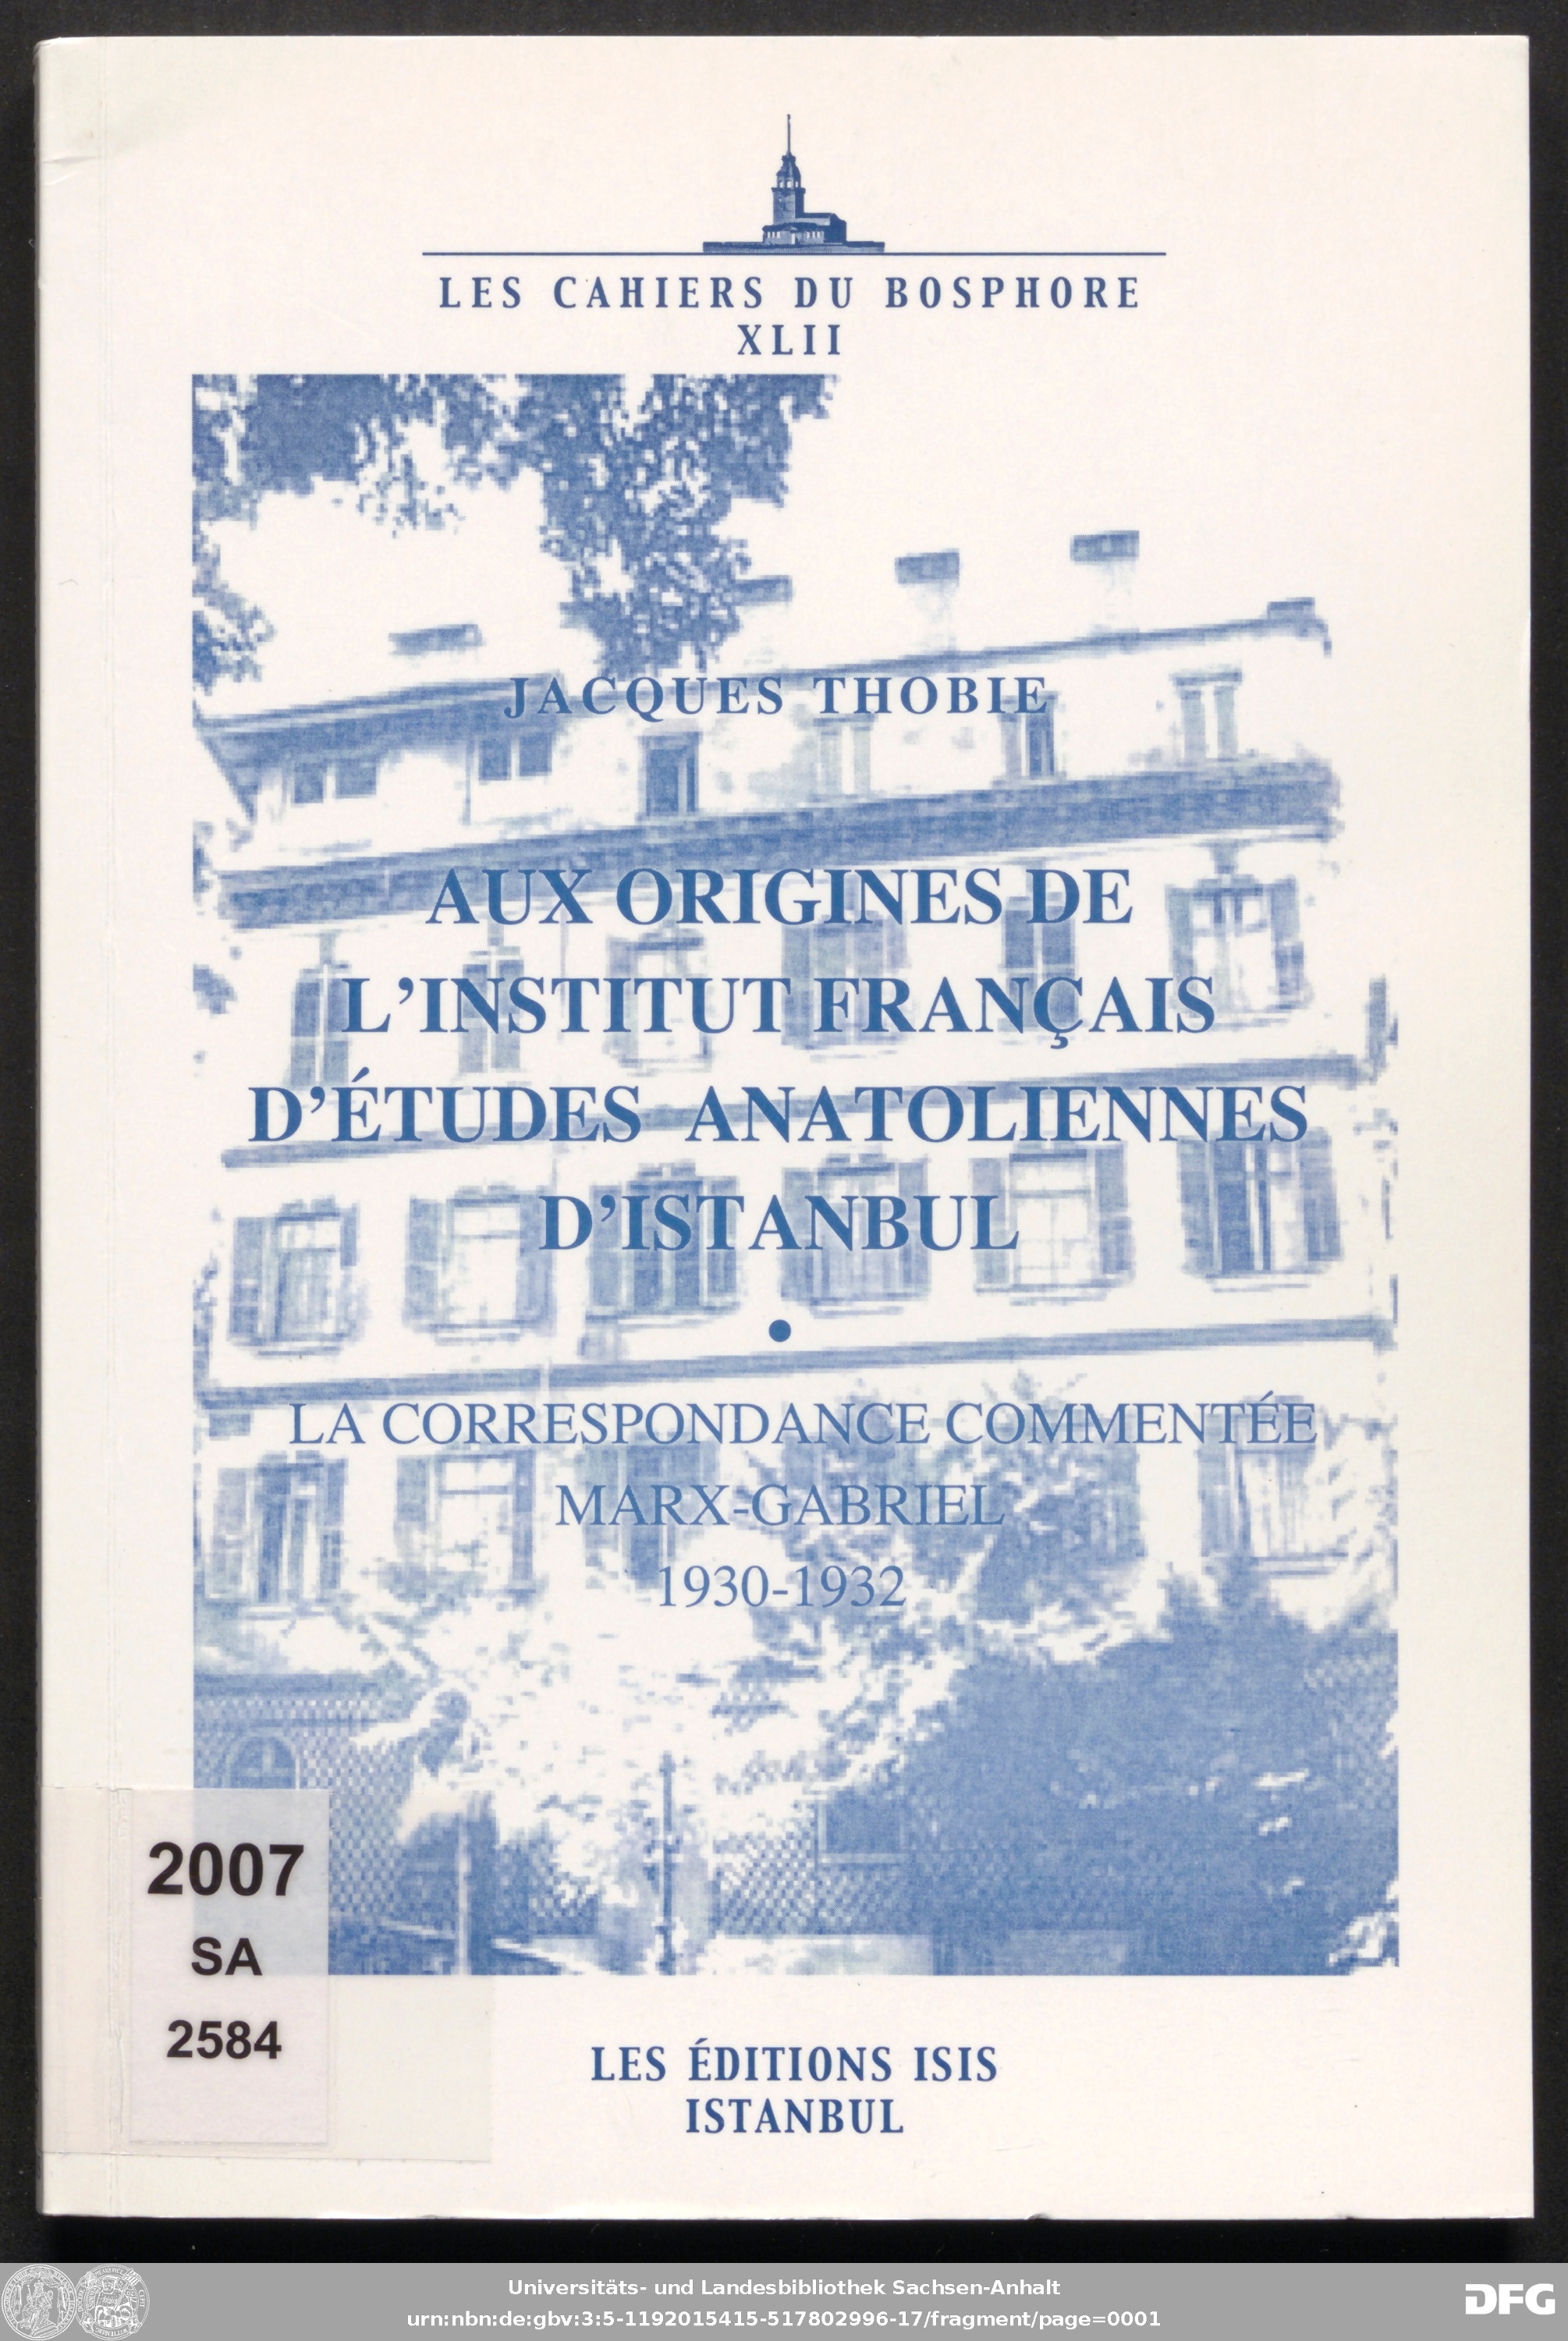 LES CAHIERS DU BOSPHORE
XLII
JACQUES THOBIE
AUX ORIGINES DE
L'INSTITUT FRANÇAIS
D'ÉTUDES ANATOLIENNES
D'ISTANBUL
•
LA CORRESPONDANCE COMMENTÉE
MARX-GABRIEL
1930-1932
2007
SA
2584
LES ÉDITIONS ISIS
ISTANBUL
Universitäts- und Landesbibliothek Sachsen-Anhalt
urn:nbn:de:gbv:3:5-1192015415-517802996-17/fragment/page=0001
DFG